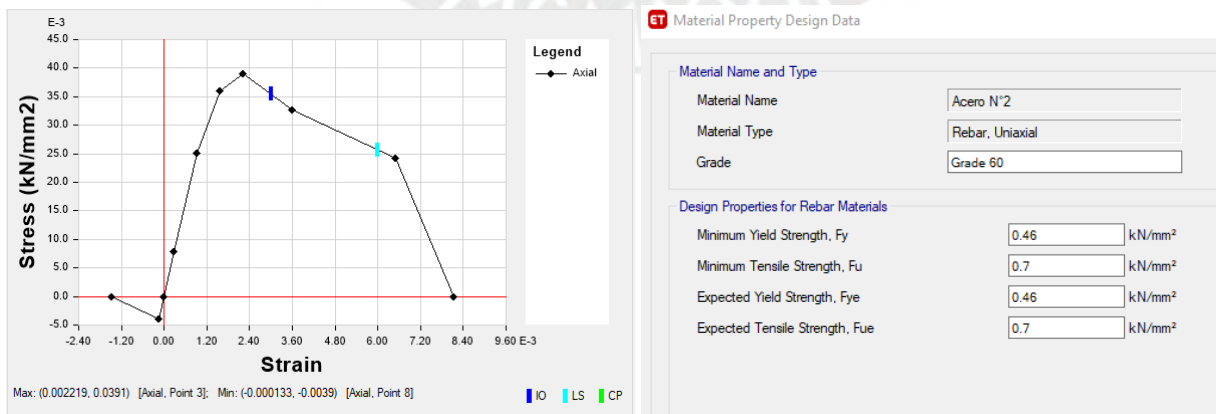 E-3
45.0
40.0
35.0
30.0
25.0
20.0
15.0
10.0
5.0
0.0
-5.0
Stress (kN/mm2)
-2.40 -1.20 0.00 1.20 2.40 3.60 4.80 6.00 7.20 8.40 9.60 E-3
Strain
Legend
Axial
Max: (0.002219, 0.0391) [Axial, Point 3]; Min: (-0.000133, -0.0039) [Axial, Point 8]
IO LS CP
ET Material Property Design Data
Material Name and Type
Material Name Acero N°2
Material Type Rebar, Uniaxial
Grade Grade 60
Design Properties for Rebar Materials
Minimum Yield Strength, Fy 0.46 kN/mm²
Minimum Tensile Strength, Fu 0.7 kN/mm²
Expected Yield Strength, Fye 0.46 kN/mm²
Expected Tensile Strength, Fue 0.7 kN/mm²